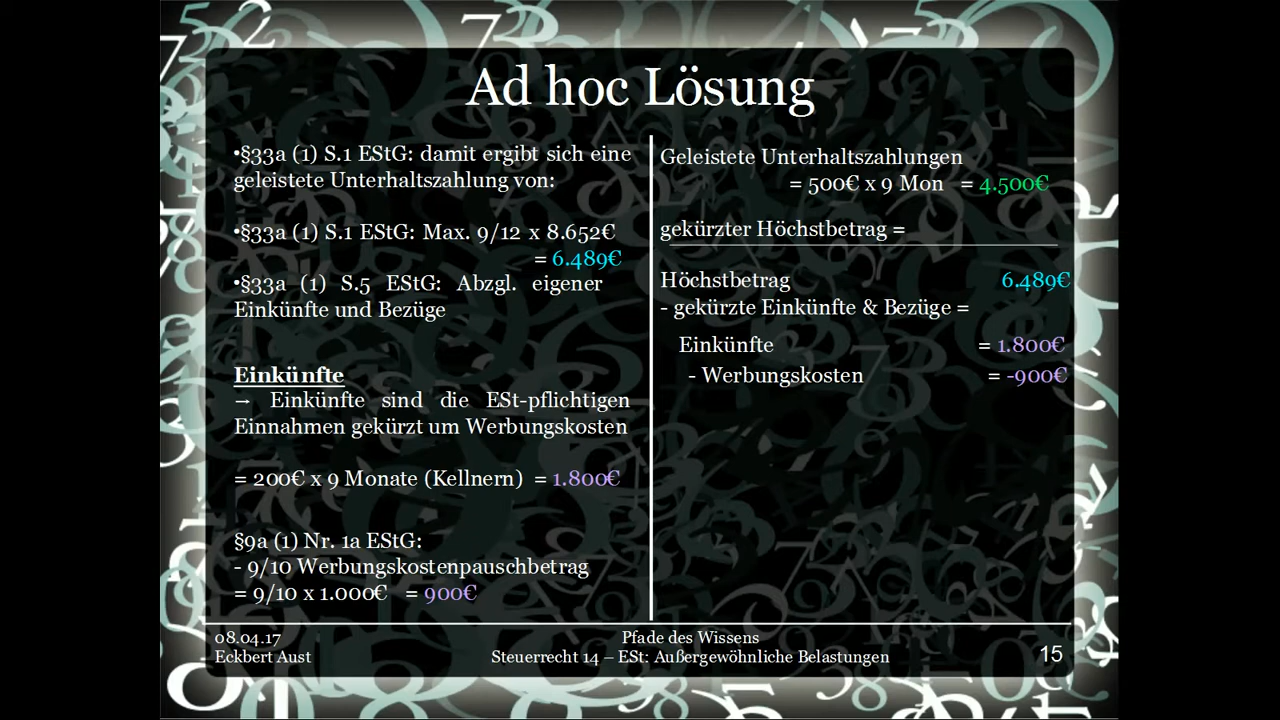 Ad hoc Lösung
•§33a (1) S.1 EStG: damit ergibt sich eine
geleistete Unterhaltszahlung von:
•§33a (1) S.1 EStG: Max. 9/12 x 8.652€
= 6.489€
•§33a (1) S.5 EStG: Abzgl. eigener
Einkünfte und Bezüge
Einkünfte
→ Einkünfte sind die ESt-pflichtigen
Einnahmen gekürzt um Werbungskosten
= 200€ x 9 Monate (Kellnern) = 1.800€
§9a (1) Nr. 1a EStG:
- 9/10 Werbungskostenpauschbetrag
= 9/10 x 1.000€ = 900€
Geleistete Unterhaltszahlungen
= 500€ x 9 Mon = 4.500€
gekürzter Höchstbetrag =
Höchstbetrag 6.489€
- gekürzte Einkünfte & Bezüge =
Einkünfte = 1.800€
- Werbungskosten = -900€
08.04.17
Eckbert Aust
Pfade des Wissens
Steuerrecht 14 – ESt: Außergewöhnliche Belastungen
15